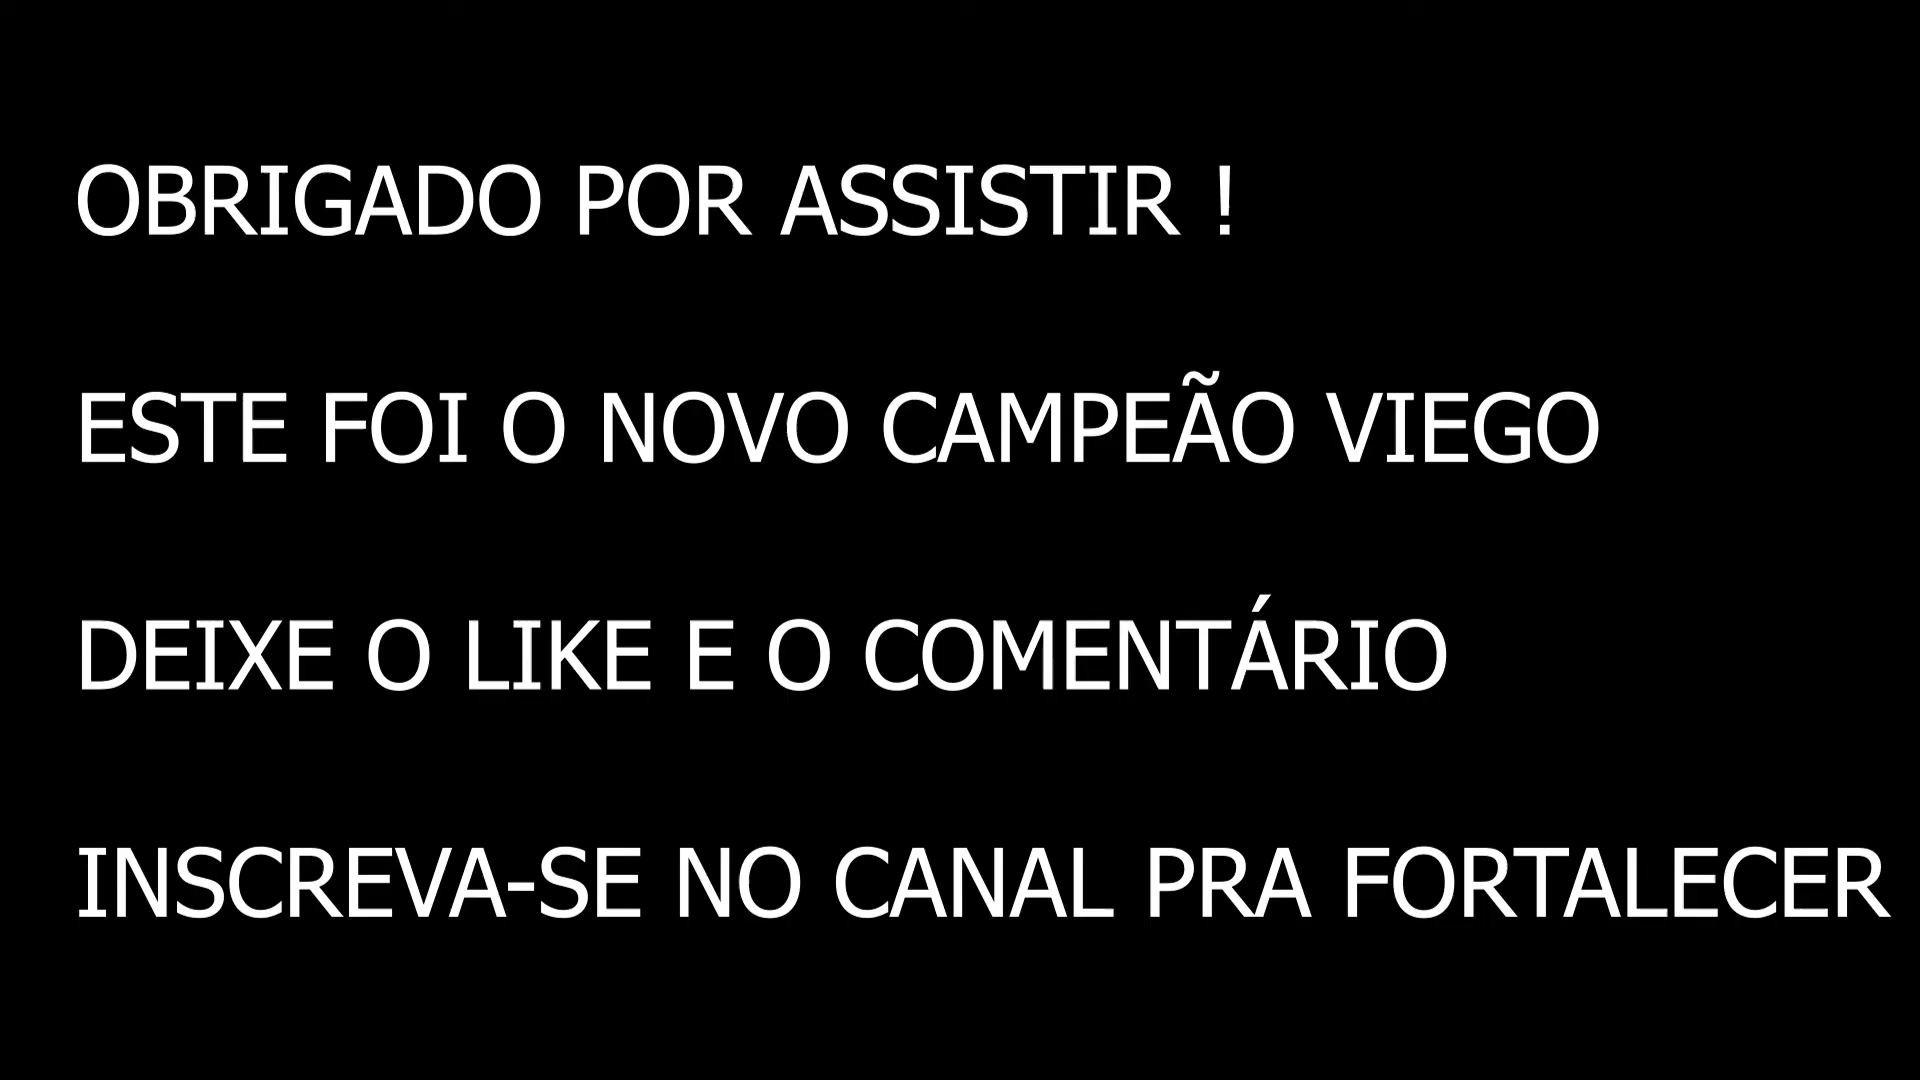 OBRIGADO POR ASSISTIR !
ESTE FOI O NOVO CAMPEÃO VIEGO
DEIXE O LIKE E O COMENTÁRIO
INSCREVA-SE NO CANAL PRA FORTALECER